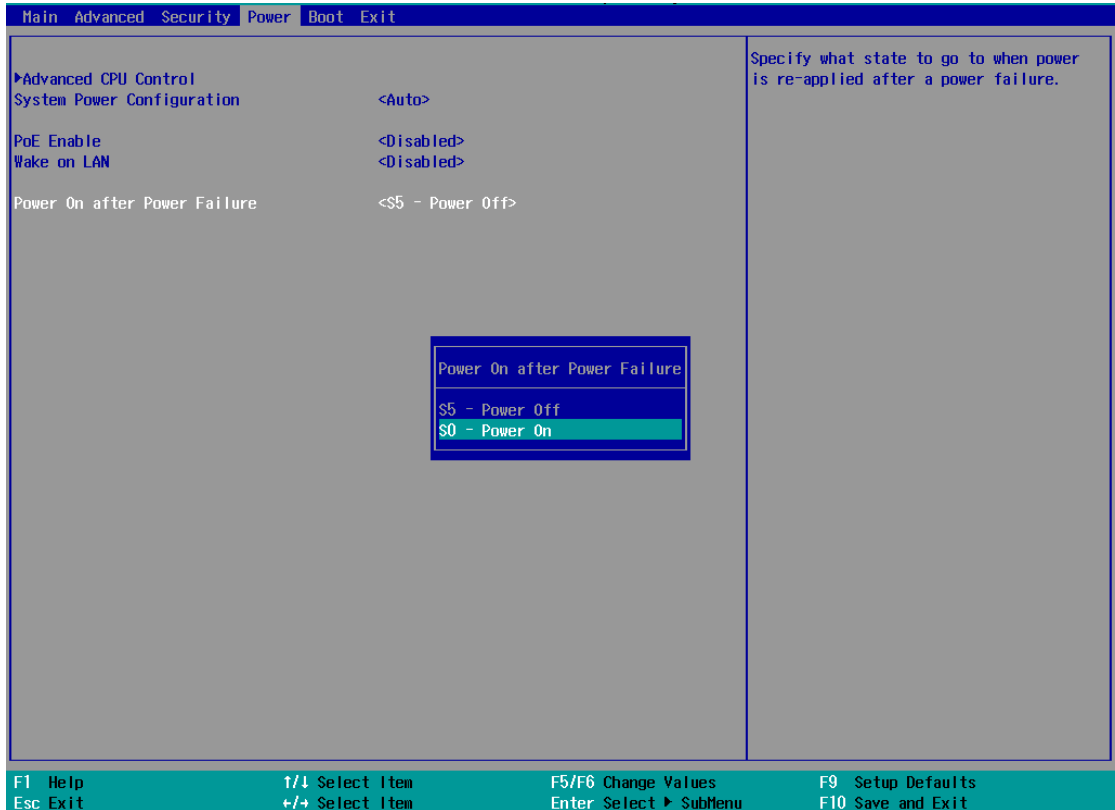 Main Advanced Security Power Boot Exit
▶Advanced CPU Control
System Power Configuration <Auto>
PoE Enable <Disabled>
Wake on LAN <Disabled>
Power On after Power Failure <S5 - Power Off>
Specify what state to go to when power
is re-applied after a power failure.
Power On after Power Failure
S5 - Power Off
S0 - Power On
F1 Help ↑/↓ Select Item F5/F6 Change Values F9 Setup Defaults
Esc Exit ←/→ Select Item Enter Select ▶ SubMenu F10 Save and Exit